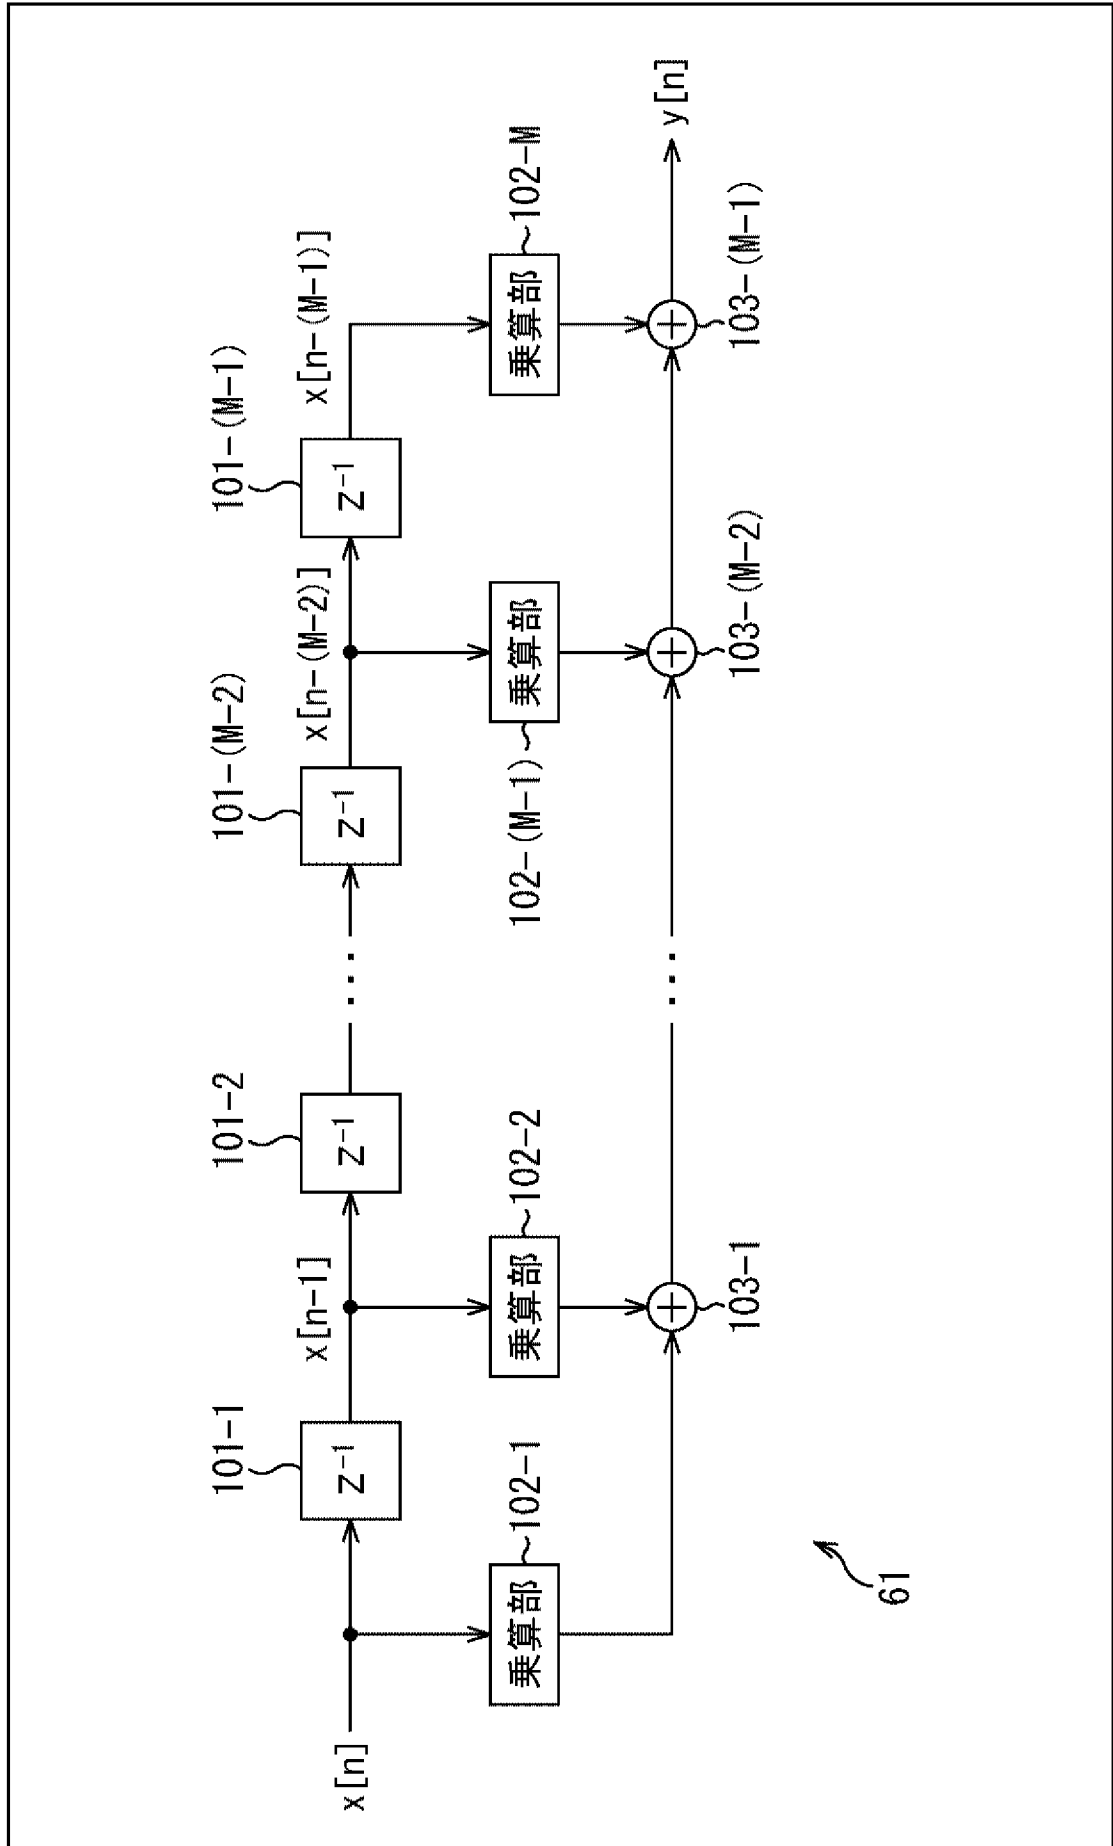 101-1
101-2
101-(M-2)
101-(M-1)
x[n]
Z⁻¹
x[n-1]
Z⁻¹
...
Z⁻¹
x[n-(M-2)]
Z⁻¹
x[n-(M-1)]
102-1
102-2
102-(M-1)
102-M
乗算部
乗算部
乗算部
乗算部
+
...
+
+
y[n]
103-1
103-(M-2)
103-(M-1)
61